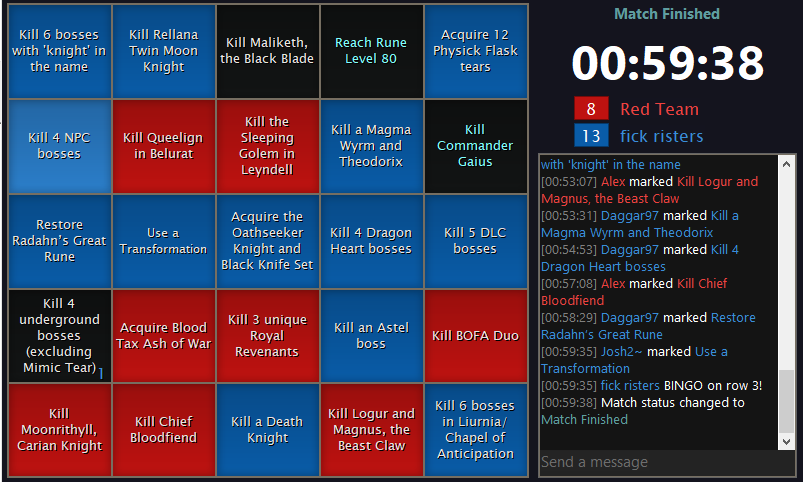 Kill 6 bosses
with 'knight' in
the name
Kill Rellana
Twin Moon
Knight
Kill Maliketh,
the Black Blade
Reach Rune
Level 80
Acquire 12
Physick Flask
tears
Kill 4 NPC
bosses
Kill Queelign
in Belurat
Kill the
Sleeping
Golem in
Leyndell
Kill a Magma
Wyrm and
Theodorix
Kill
Commander
Gaius
Restore
Radahn's Great
Rune
Use a
Transformation
Acquire the
Oathseeker
Knight and
Black Knife Set
Kill 4 Dragon
Heart bosses
Kill 5 DLC
bosses
Kill 4
underground
bosses
(excluding
Mimic Tear)
1
Acquire Blood
Tax Ash of War
Kill 3 unique
Royal
Revenants
Kill an Astel
boss
Kill BOFA Duo
Kill
Moonrithyll,
Carian Knight
Kill Chief
Bloodfiend
Kill a Death
Knight
Kill Logur and
Magnus, the
Beast Claw
Kill 6 bosses
in Liurnia/
Chapel of
Anticipation
Match Finished
00:59:38
8 Red Team
13 fick risters
with 'knight' in the name
[00:53:07] Alex marked Kill Logur and
Magnus, the Beast Claw
[00:53:31] Daggar97 marked Kill a
Magma Wyrm and Theodorix
[00:54:53] Daggar97 marked Kill 4
Dragon Heart bosses
[00:57:08] Alex marked Kill Chief
Bloodfiend
[00:58:29] Daggar97 marked Restore
Radahn's Great Rune
[00:59:35] Josh2~ marked Use a
Transformation
[00:59:35] fick risters BINGO on row 3!
[00:59:38] Match status changed to
Match Finished
Send a message